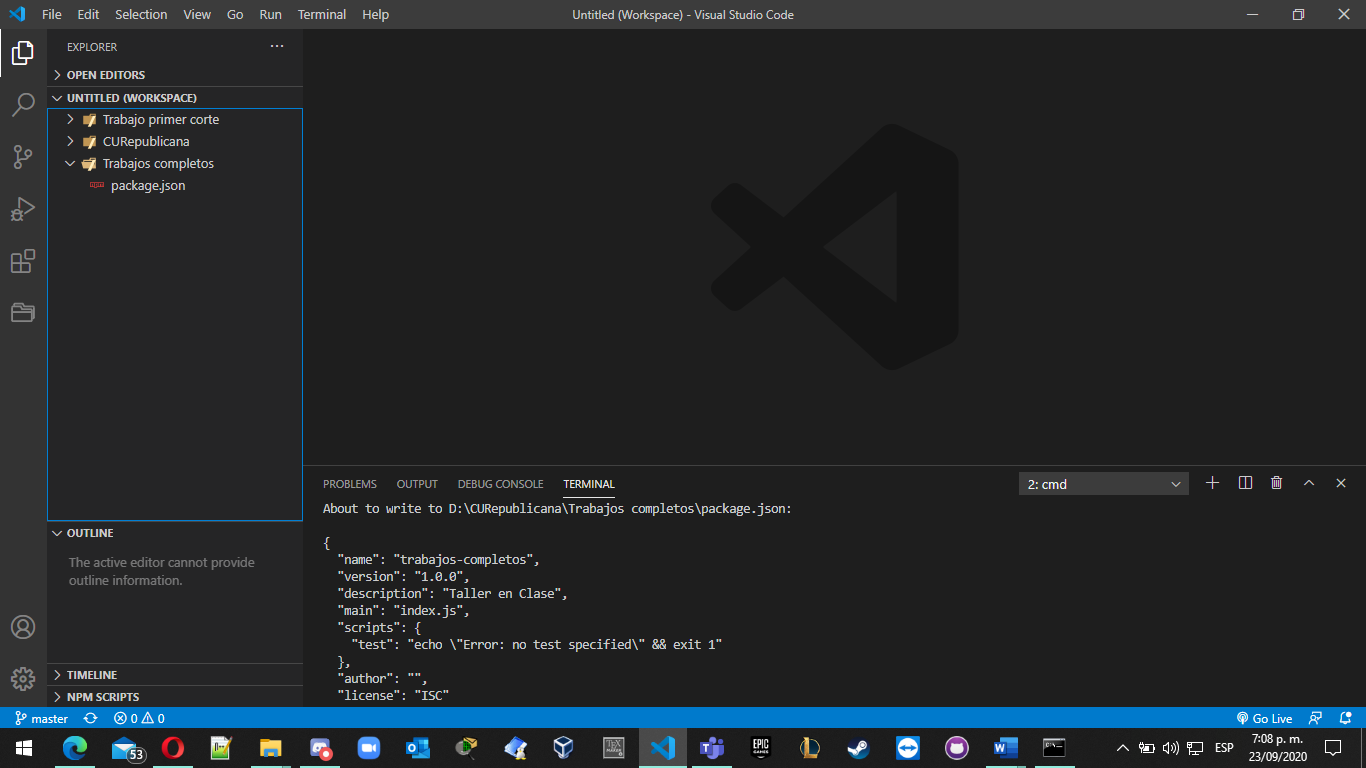 File Edit Selection View Go Run Terminal Help
Untitled (Workspace) - Visual Studio Code
EXPLORER
OPEN EDITORS
UNTITLED (WORKSPACE)
Trabajo primer corte
CURepublicana
Trabajos completos
package.json
OUTLINE
The active editor cannot provide
outline information.
TIMELINE
NPM SCRIPTS
PROBLEMS OUTPUT DEBUG CONSOLE TERMINAL
2: cmd
About to write to D:\CURepublicana\Trabajos completos\package.json:
{
"name": "trabajos-completos",
"version": "1.0.0",
"description": "Taller en Clase",
"main": "index.js",
"scripts": {
"test": "echo \"Error: no test specified\" && exit 1"
},
"author": "",
"license": "ISC"
master 0 0 Go Live
53
EPIC
GAMES
ESP
7:08 p. m.
23/09/2020